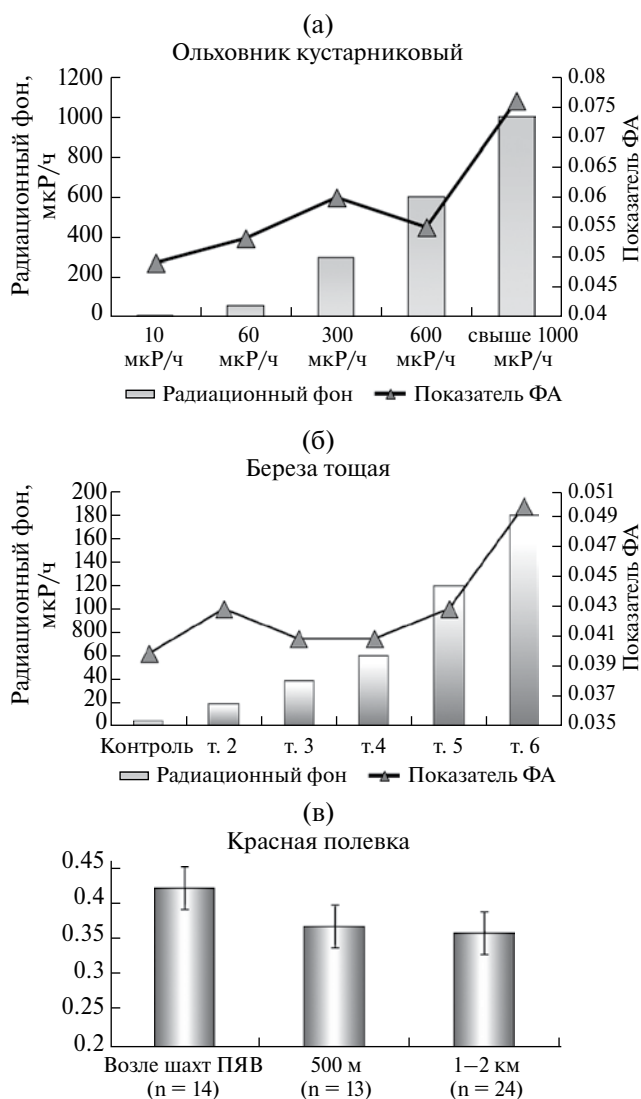 (а)
Ольховник кустарниковый
Радиационный фон,
мкР/ч
1200
1000
800
600
400
200
0
0.08
0.075
0.07
0.065
0.06
0.055
0.05
0.045
0.04
Показатель ФА
10
мкР/ч
60
мкР/ч
300
мкР/ч
600
мкР/ч
свыше 1000
мкР/ч
Радиационный фон Показатель ФА
(б)
Береза тощая
Радиационный фон,
мкР/ч
200
180
160
140
120
100
800
60
40
20
0
0.051
0.049
0.047
0.044
0.043
0.041
0.039
0.037
0.035
Показатель ФА
Контроль т. 2 т. 3 т.4 т. 5 т. 6
Радиационный фон Показатель ФА
(в)
Красная полевка
0.45
0.4
0.35
0.3
0.25
0.2
Возле шахт ПЯВ
(n = 14)
500 м
(n = 13)
1–2 км
(n = 24)